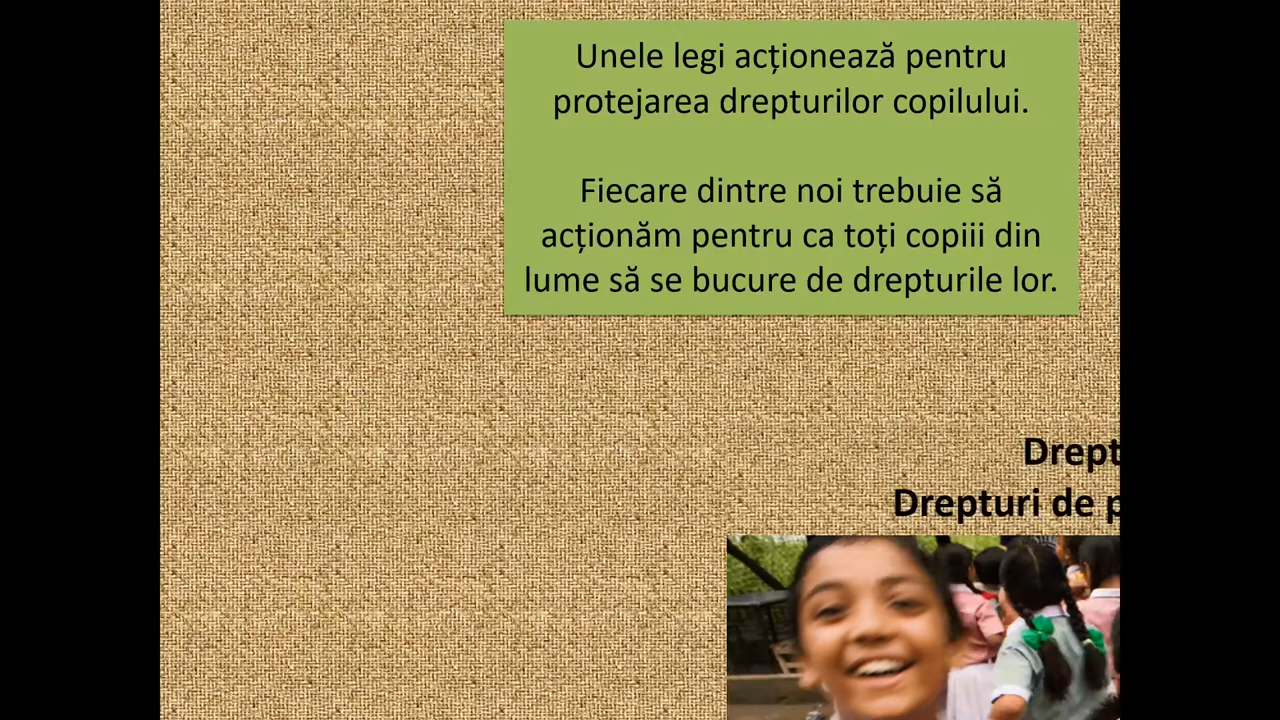 Unele legi acționează pentru
protejarea drepturilor copilului.
Fiecare dintre noi trebuie să
acționăm pentru ca toți copiii din
lume să se bucure de drepturile lor.
Drept
Drepturi de